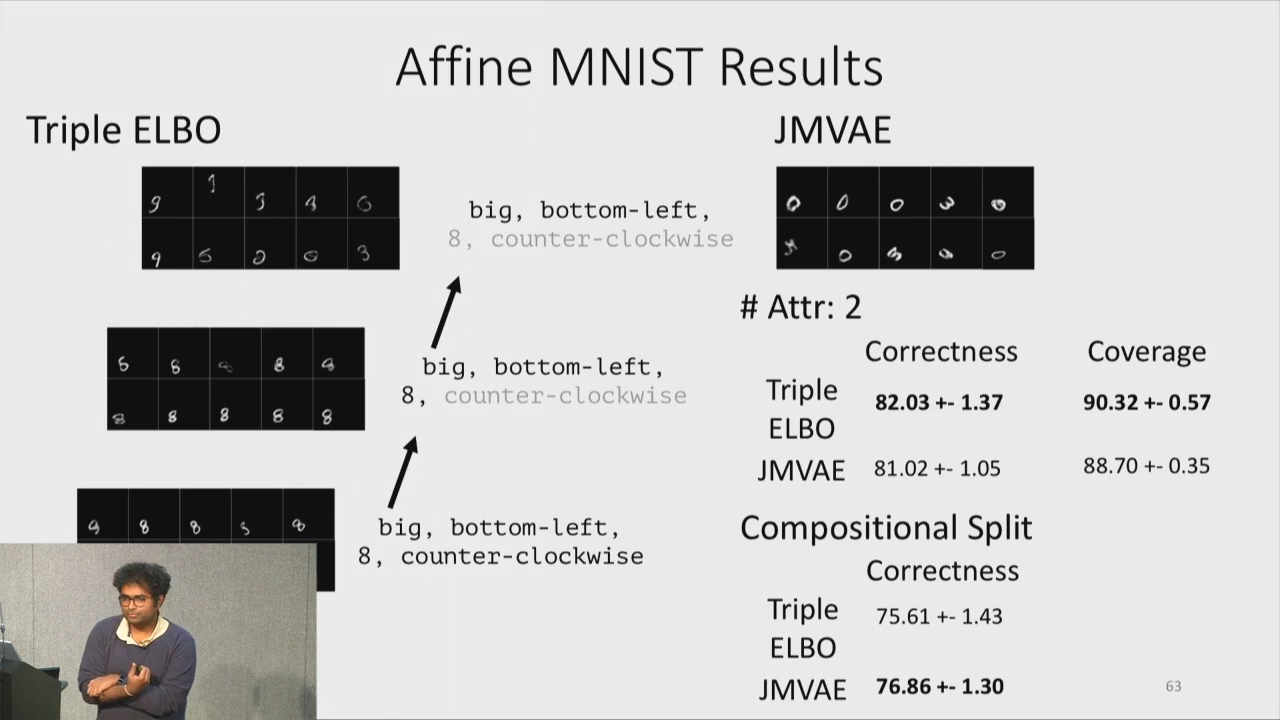 Affine MNIST Results
Triple ELBO
JMVAE
big, bottom-left,
8, counter-clockwise
big, bottom-left,
8, counter-clockwise
big, bottom-left,
8, counter-clockwise
# Attr: 2
Correctness Coverage
Triple
ELBO 82.03 +- 1.37 90.32 +- 0.57
JMVAE 81.02 +- 1.05 88.70 +- 0.35
Compositional Split
Correctness
Triple
ELBO 75.61 +- 1.43
JMVAE 76.86 +- 1.30
63